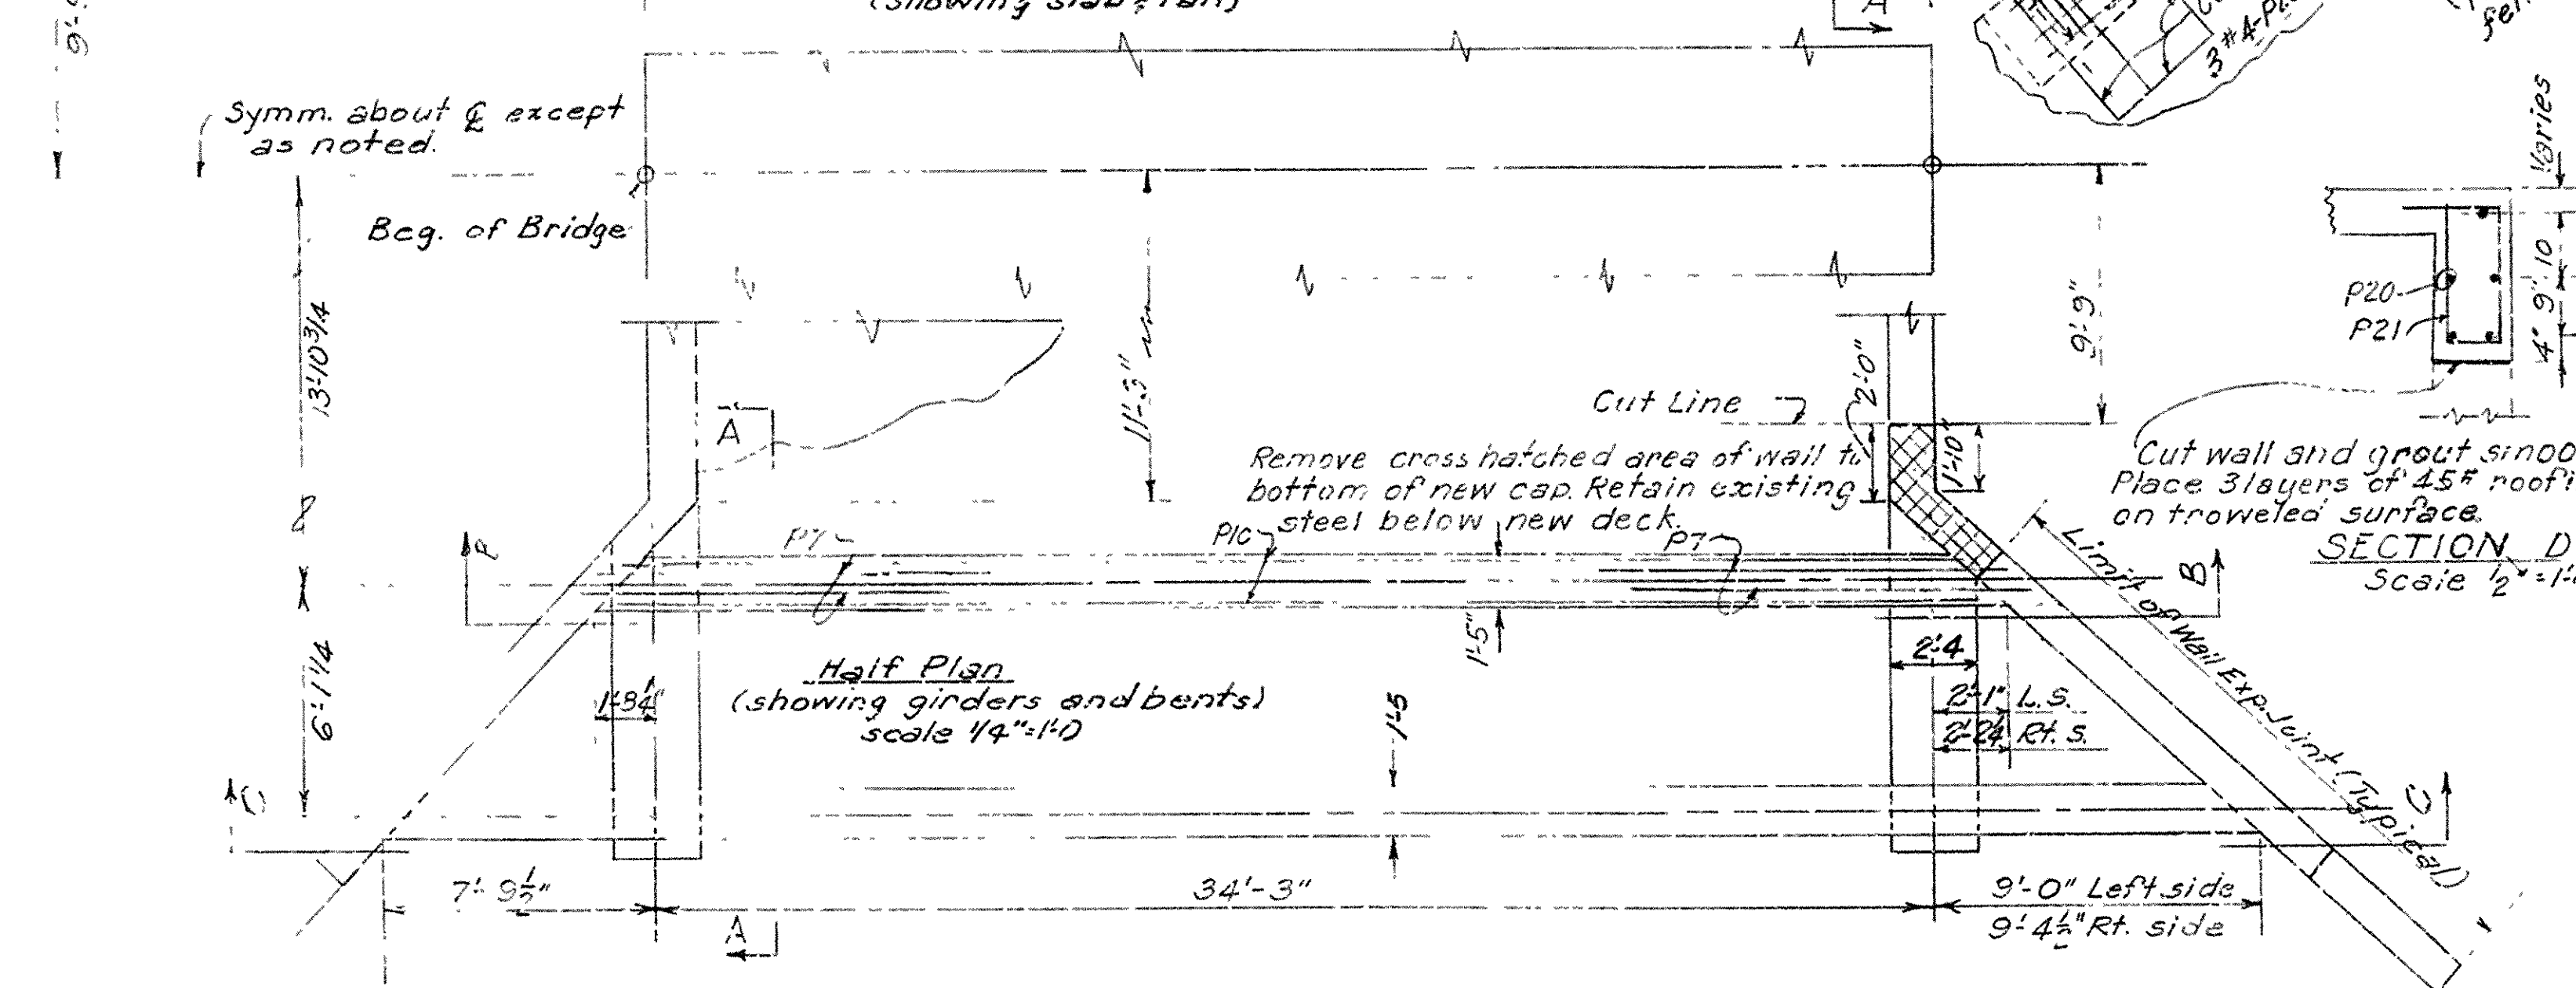 (showing slab & rail)
A
3 #4-
9'-9
Symm. about ℄ except
as noted.
Beg. of Bridge
13'-10 3/4
11'-3"
9'-9"
Varies
P20
P21
4" 9" 10
A
Cut Line
2'-0"
1'-10"
Remove cross hatched area of wall to
bottom of new cap. Retain existing
steel below new deck.
Cut wall and grout
Place 3 layers of 45#
on troweled surface.
SECTION D
Scale 1/2" = 1'-
P7
P10
P7
B
Limit of Wall Exp. Joint (Typical)
1'-5"
6'-1 1/4
Half Plan
(showing girders and bents)
scale 1/4"=1'-0
2'-4
2'-1" L.S.
2'-2 1/4 Rt. S.
1'-5
C
7'-9 1/2"
34'-3"
9'-0" Left side
9'-4 1/2" Rt. side
A